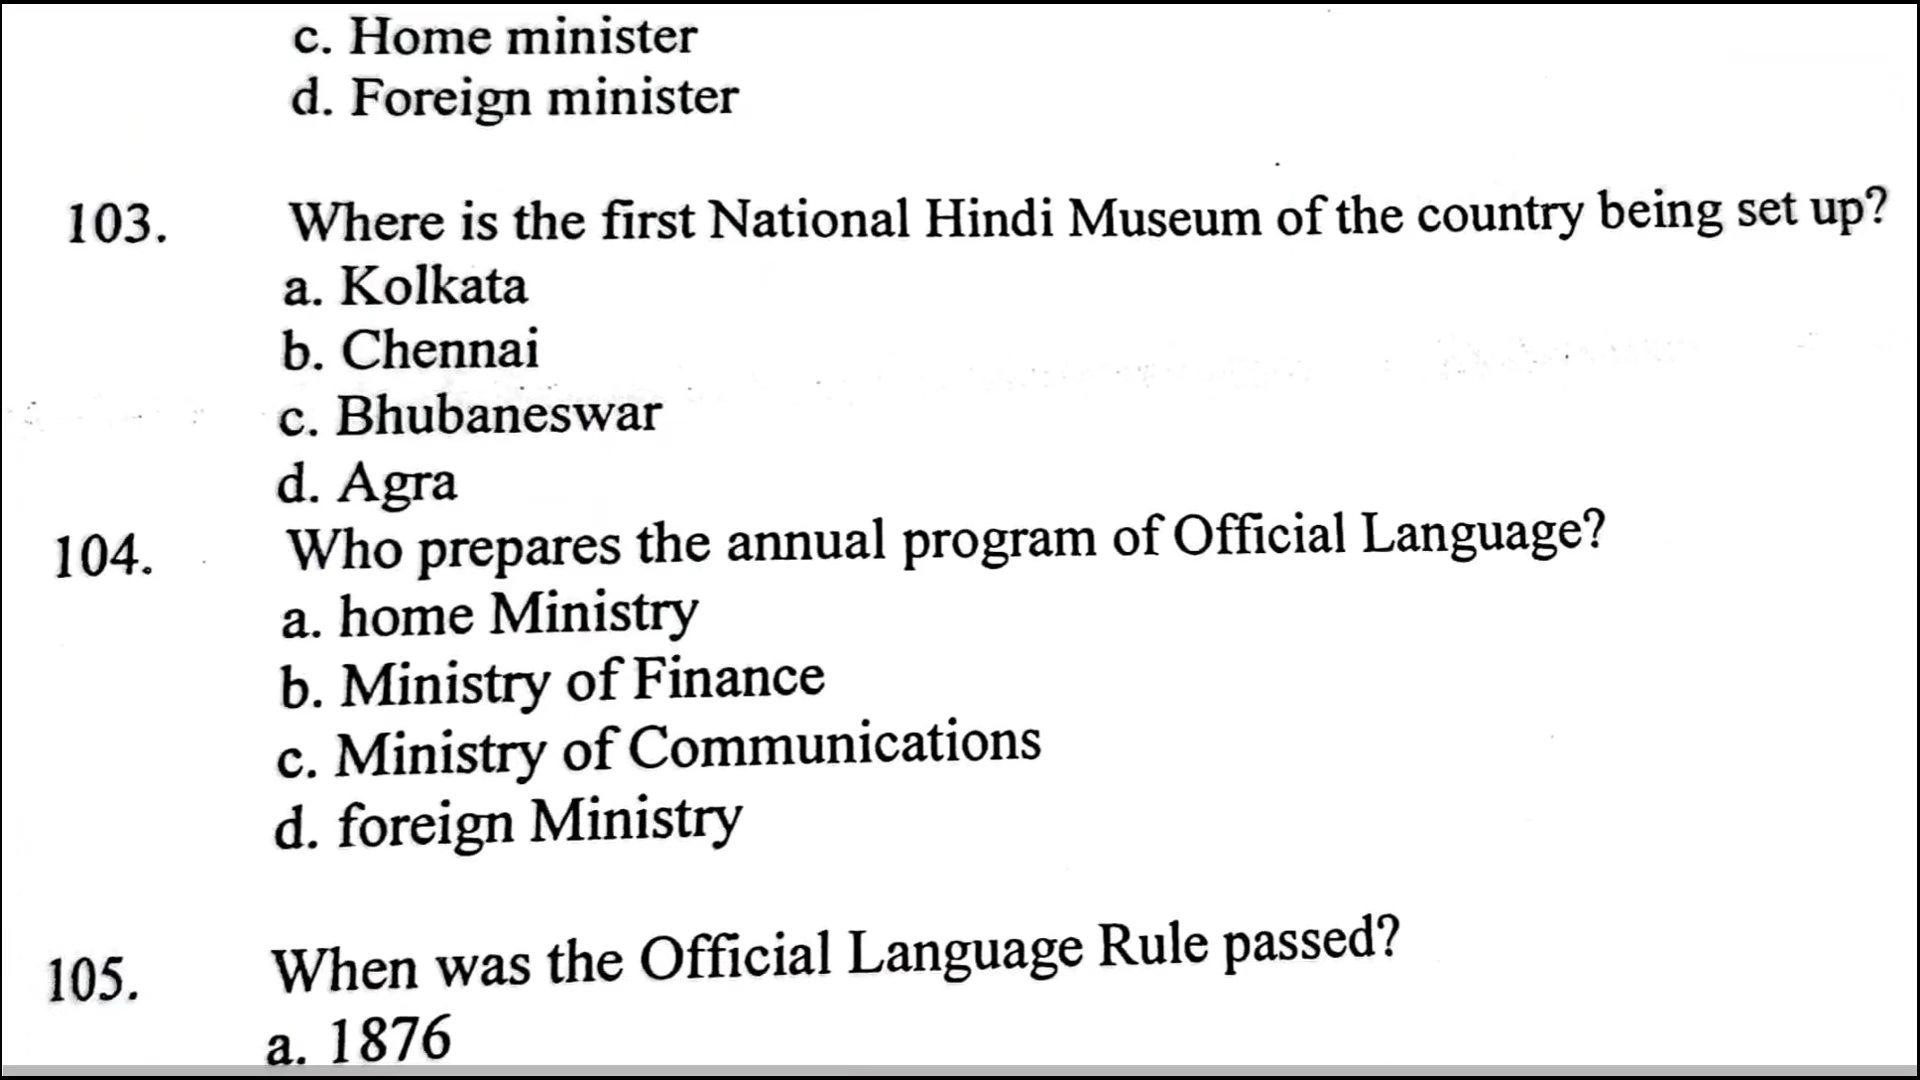 c. Home minister
d. Foreign minister
103. Where is the first National Hindi Museum of the country being set up?
a. Kolkata
b. Chennai
c. Bhubaneswar
d. Agra
104. Who prepares the annual program of Official Language?
a. home Ministry
b. Ministry of Finance
c. Ministry of Communications
d. foreign Ministry
105. When was the Official Language Rule passed?
a. 1876